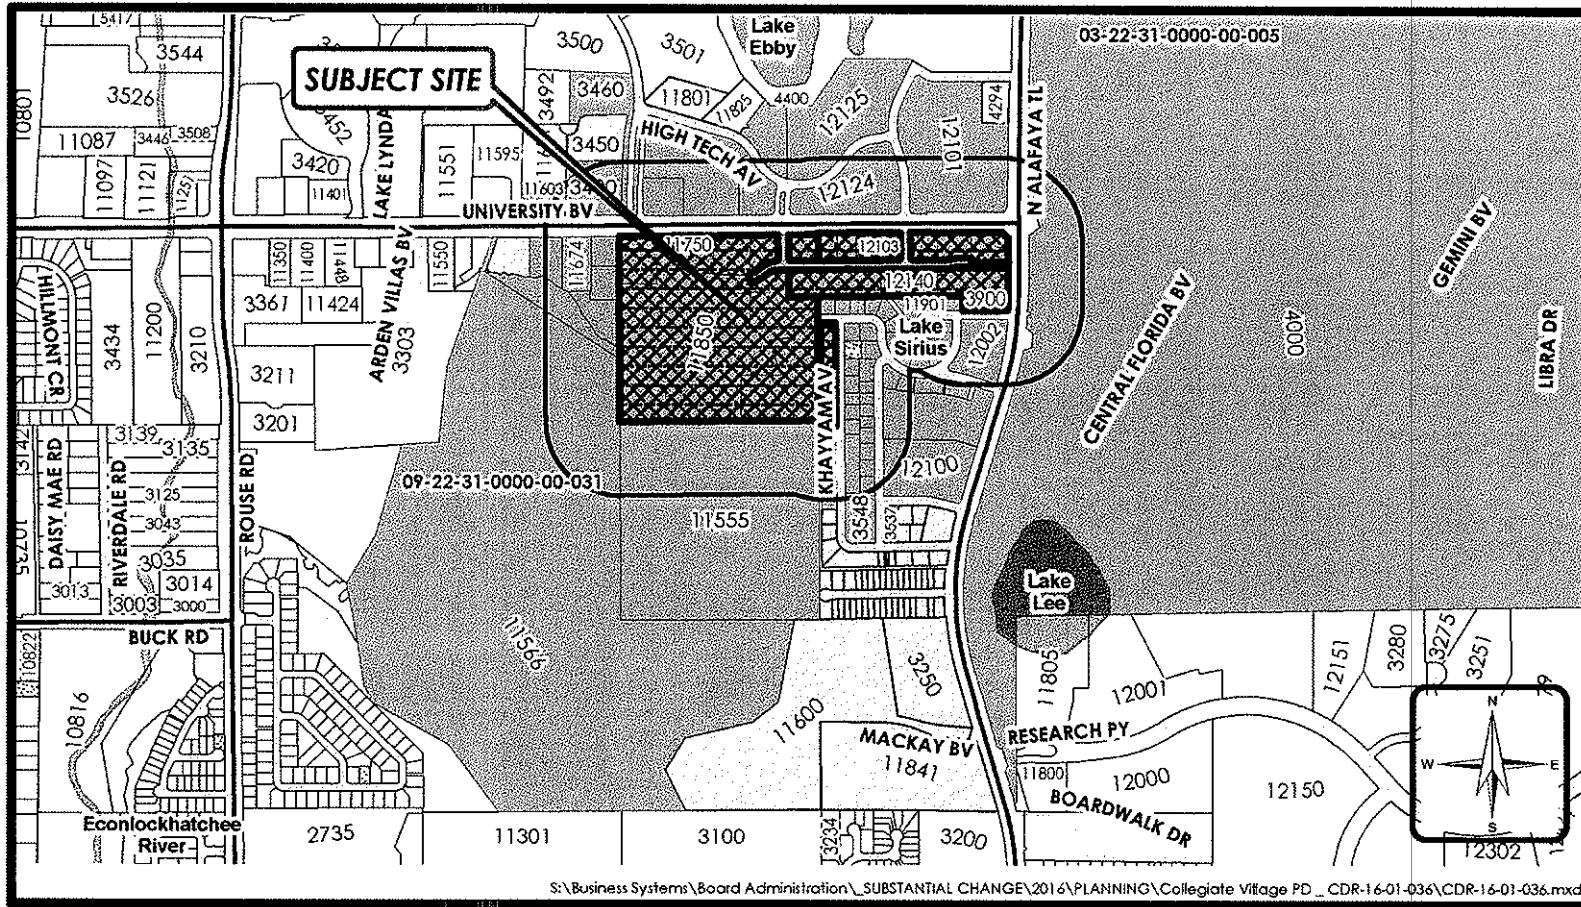 5417
3544
3526
10801
11087
3446
3508
11097
11121
11257
SUBJECT SITE
3452
3420
11401
LAKE LYNDA
11551
11595
11603
3500
3492
3460
3450
3501
11801
11825
4400
Lake
Ebby
HIGH TECH AV
12125
12124
12101
4294
N ALAFAYA TL
03-22-31-0000-00-005
UNIVERSITY BV
HILLMONT CR
3434
11200
3210
11350
11400
11448
3361
11424
ARDEN VILLAS BV
3303
11550
11674
11750
12103
12140
11901
3900
11850
Lake
Sirius
12002
KHAYYAM AV
CENTRAL FLORIDA BV
GEMINI BV
4000
LIBRA DR
3211
3201
3142
3139
3135
DAISY MAE RD
RIVERDALE RD
3125
3043
3035
3014
3013
3003
3000
10735
ROUSE RD
09-22-31-0000-00-031
11555
12100
3548
3537
Lake
Lee
BUCK RD
10822
10816
11566
11600
3250
MACKAY BV
11841
11805
12001
RESEARCH PY
11800
12000
BOARDWALK DR
12150
12151
3280
3275
3251
N
W
E
S
12302
Econlockhatchee
River
2735
11301
3100
3234
3200
S:\Business Systems\Board Administration\_SUBSTANTIAL CHANGE\2016\PLANNING\Collegiate Village PD _ CDR-16-01-036\CDR-16-01-036.mxd